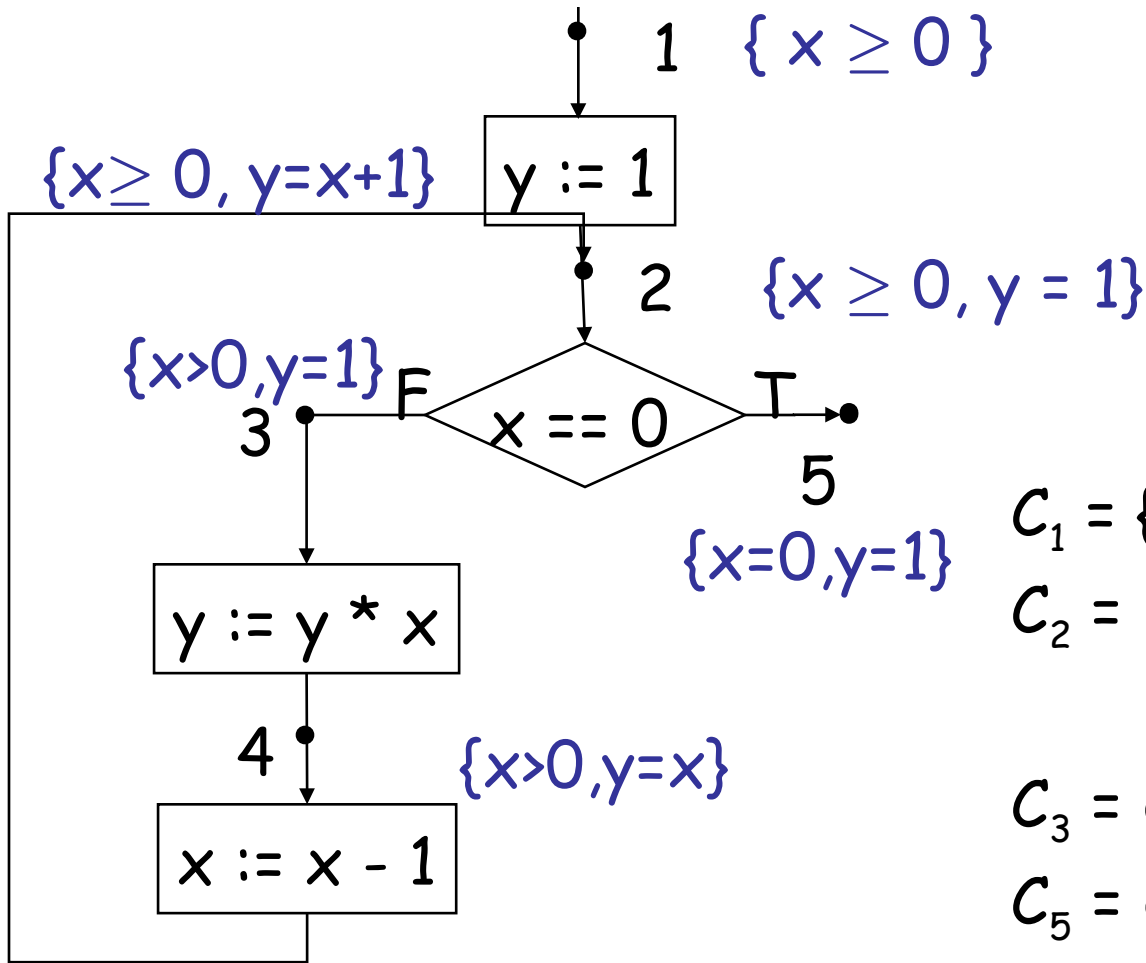 1 { x ≥ 0 }
{x≥ 0, y=x+1}
y := 1
2
{x ≥ 0, y = 1}
{x>0,y=1}
F
T
3
x == 0
5
C₁ = {
{x=0,y=1}
C₂ =
y := y * x
4
{x>0,y=x}
C₃ =
x := x - 1
C₅ =